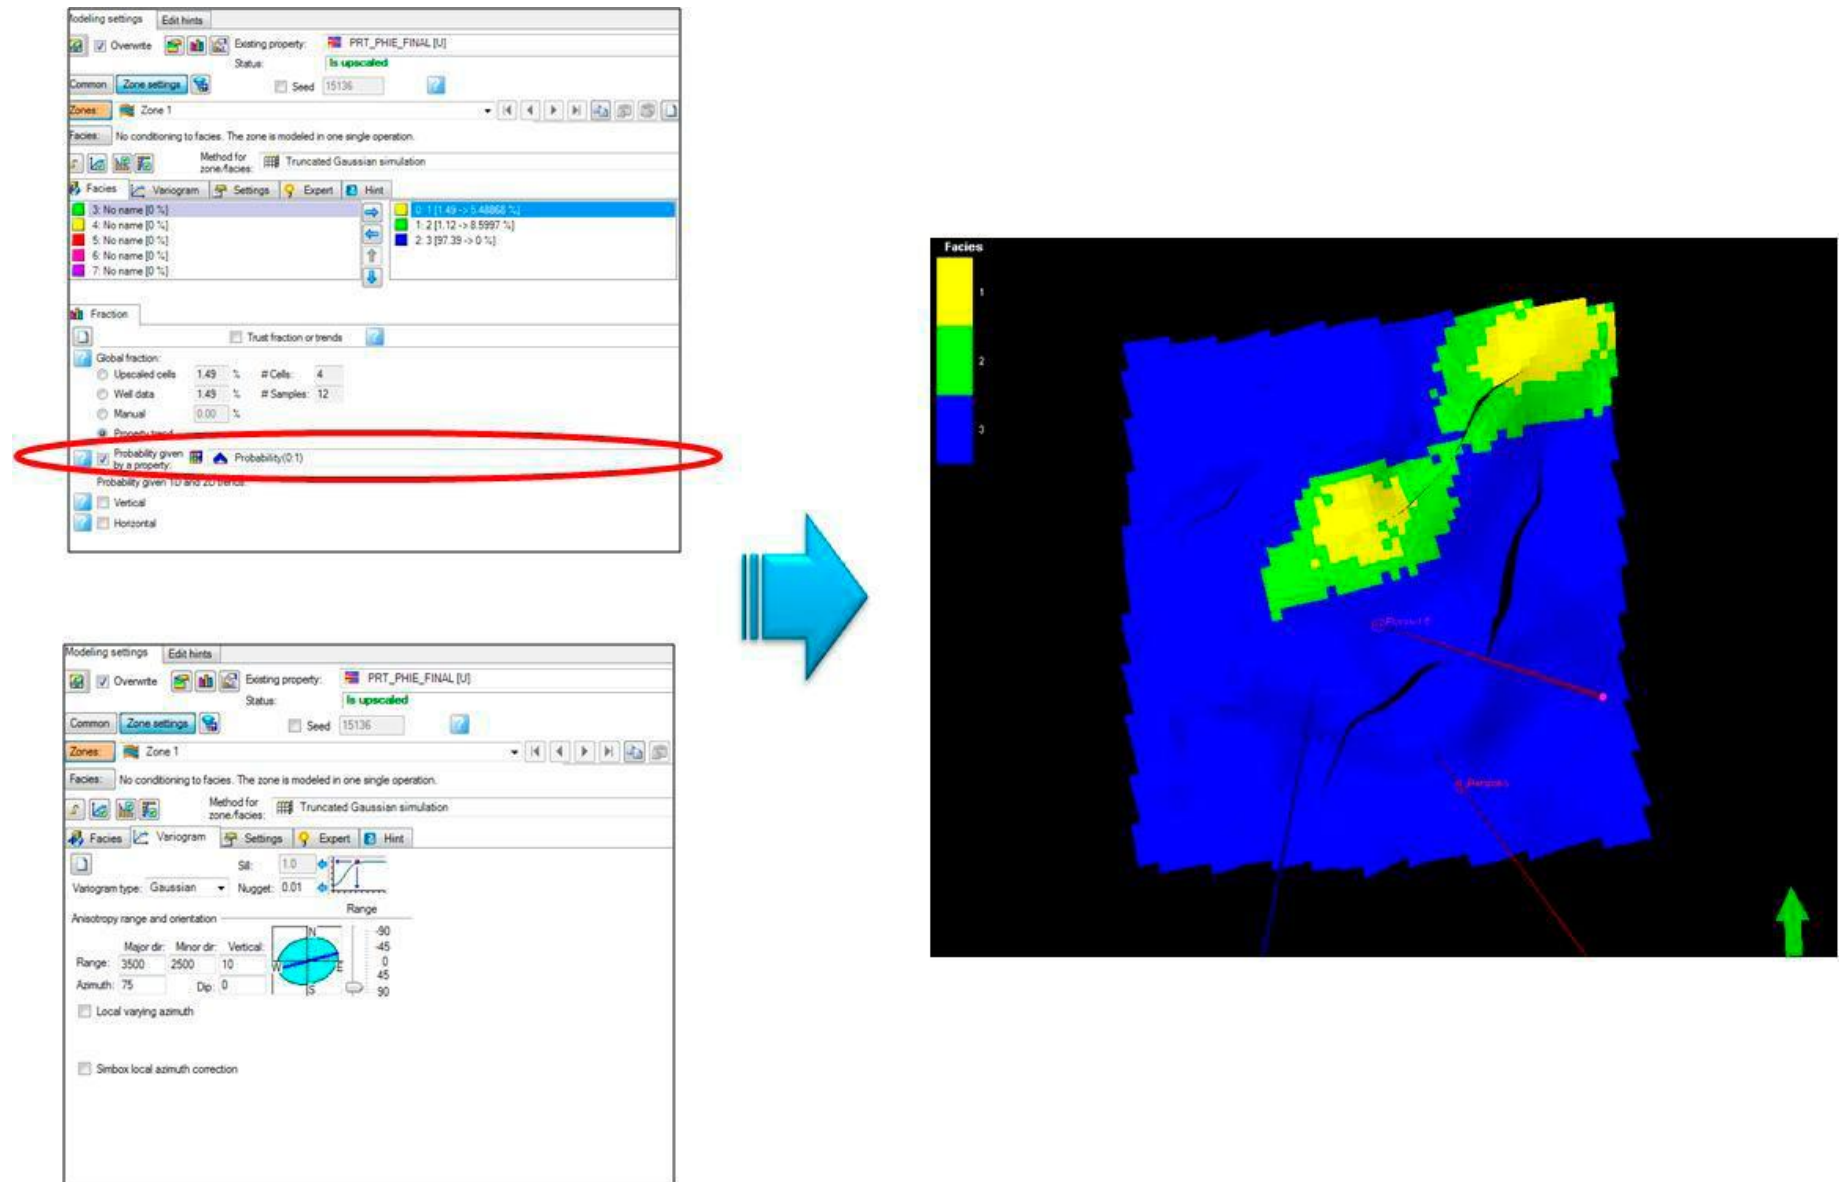 Modeling settings Edit hints
Overwrite Existing property: PRT_PHIE_FINAL [U]
Status: Is upscaled
Common Zone settings Seed 15136
Zones: Zone 1
Facies: No conditioning to facies. The zone is modeled in one single operation.
Method for zone/facies: Truncated Gaussian simulation
Facies Variogram Settings Expert Hint
3: No name [0 %] 0: 1 [1.49 -> 5.48868 %]
4: No name [0 %] 1: 2 [1.12 -> 8.5997 %]
5: No name [0 %] 2: 3 [97.39 -> 0 %]
6: No name [0 %]
7: No name [0 %]
Fraction
Trust fraction or trends
Global fraction:
Upscaled cells 1.49 % # Cells: 4
Well data 1.49 % # Samples: 12
Manual 0.00 %
Property trend
Probability given by a property: Probability(0:1)
Probability given 1D and 2D trends:
Vertical
Horizontal
Modeling settings Edit hints
Overwrite Existing property: PRT_PHIE_FINAL [U]
Status: Is upscaled
Common Zone settings Seed 15136
Zones: Zone 1
Facies: No conditioning to facies. The zone is modeled in one single operation.
Method for zone/facies: Truncated Gaussian simulation
Facies Variogram Settings Expert Hint
Sill: 1.0
Variogram type: Gaussian Nugget: 0.01
Range
Anisotropy range and orientation
N -90
Major dir: Minor dir: Vertical: -45
Range: 3500 2500 10 W E 0
45
Azimuth: 75 Dip: 0 S 90
Local varying azimuth
Simbox local azimuth correction
Facies
1
2
3